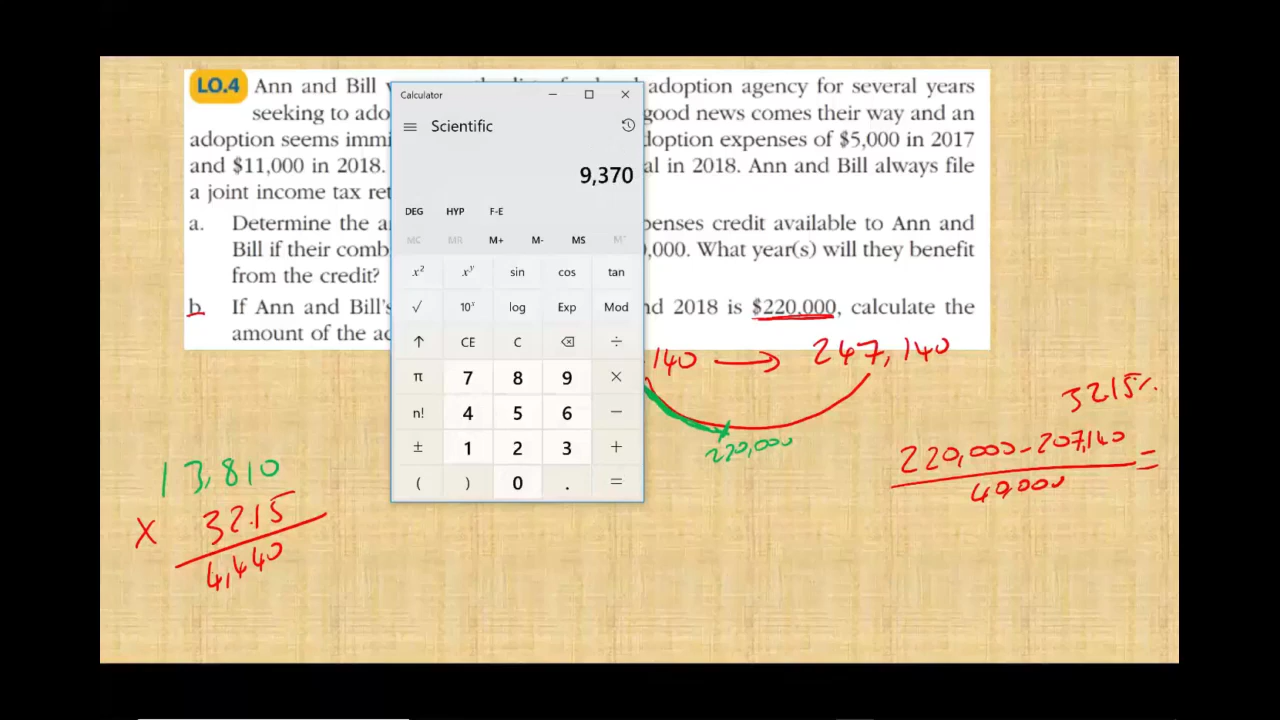 LO.4 Ann and Bill adoption agency for several years
seeking to ado good news comes their way and an
adoption seems immi doption expenses of $5,000 in 2017
and $11,000 in 2018. al in 2018. Ann and Bill always file
a joint income tax ret
a. Determine the a penses credit available to Ann and
Bill if their comb 0,000. What year(s) will they benefit
from the credit?
b. If Ann and Bill's nd 2018 is $220,000, calculate the
amount of the ad
Calculator
Scientific
9,370
DEG HYP F-E
MC MR M+ M- MS M
x² xʸ sin cos tan
√ 10ˣ log Exp Mod
↑ CE C ⌫ ÷
π 7 8 9 ×
n! 4 5 6 −
± 1 2 3 +
( ) 0 . =
140 → 247,140
220,000
32.15%
220,000 - 207,140 =
40,000
13,810
X 32.15
4,440